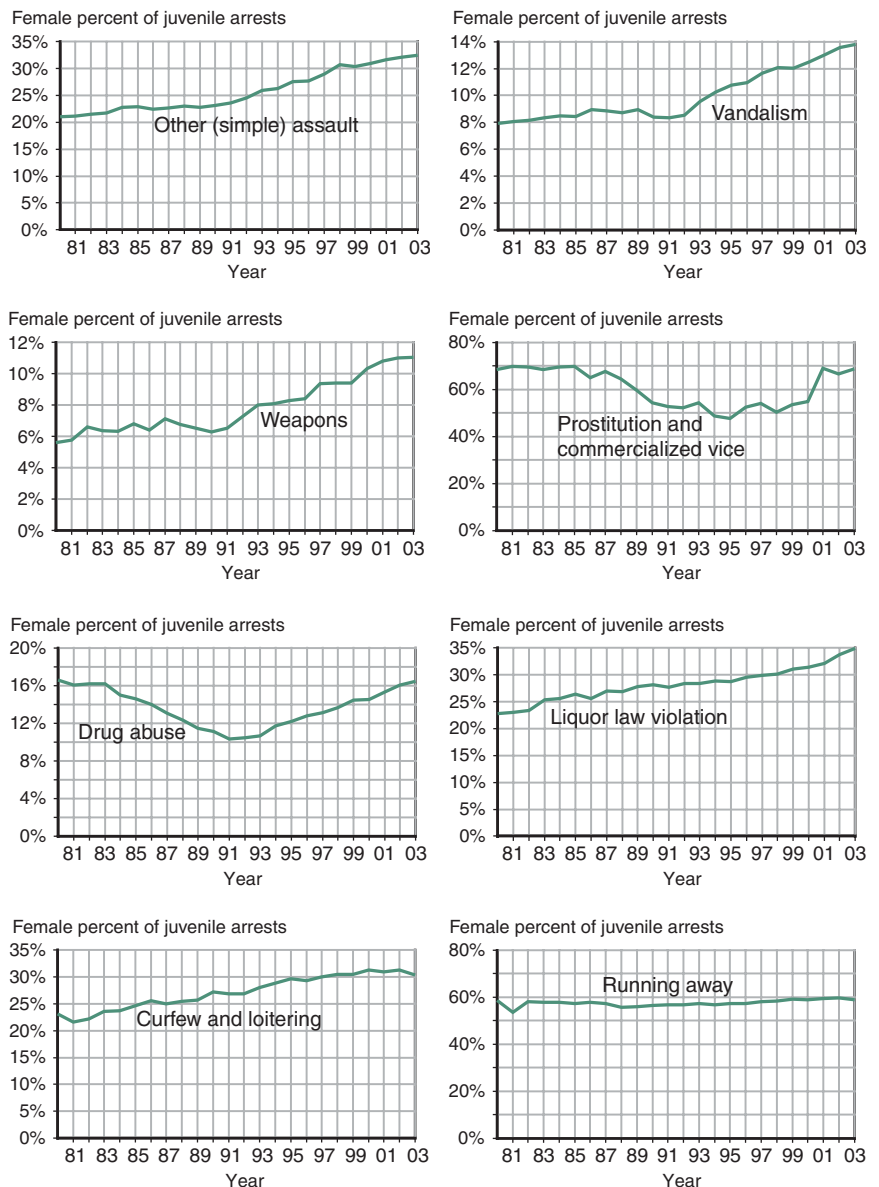 Female percent of juvenile arrests
35%
30%
25%
20%
15%
10%
5%
0%
Other (simple) assault
81 83 85 87 89 91 93 95 97 99 01 03
Year
Female percent of juvenile arrests
14%
12%
10%
8%
6%
4%
2%
0%
Vandalism
81 83 85 87 89 91 93 95 97 99 01 03
Year
Female percent of juvenile arrests
12%
10%
8%
6%
4%
2%
0%
Weapons
81 83 85 87 89 91 93 95 97 99 01 03
Year
Female percent of juvenile arrests
80%
60%
40%
20%
0%
Prostitution and
commercialized vice
81 83 85 87 89 91 93 95 97 99 01 03
Year
Female percent of juvenile arrests
20%
16%
12%
8%
4%
0%
Drug abuse
81 83 85 87 89 91 93 95 97 99 01 03
Year
Female percent of juvenile arrests
35%
30%
25%
20%
15%
10%
5%
0%
Liquor law violation
81 83 85 87 89 91 93 95 97 99 01 03
Year
Female percent of juvenile arrests
35%
30%
25%
20%
15%
10%
5%
0%
Curfew and loitering
81 83 85 87 89 91 93 95 97 99 01 03
Year
Female percent of juvenile arrests
80%
60%
40%
20%
0%
Running away
81 83 85 87 89 91 93 95 97 99 01 03
Year